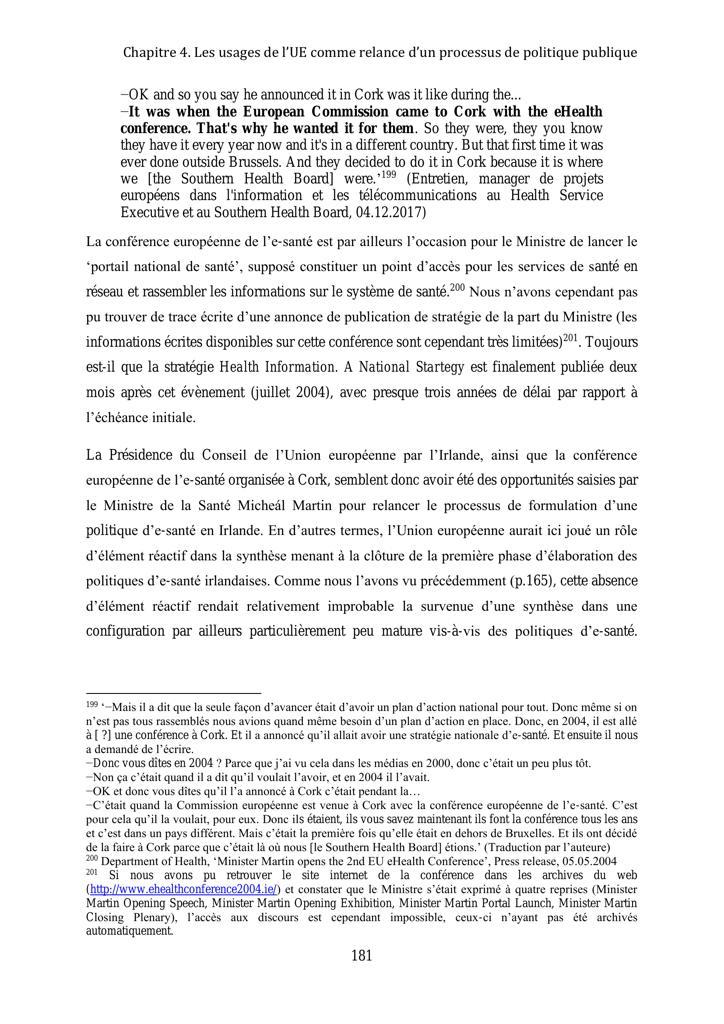 Chapitre 4. Les usages de l’UE comme relance d’un processus de politique publique
−OK and so you say he announced it in Cork was it like during the...
−It was when the European Commission came to Cork with the eHealth
conference. That's why he wanted it for them. So they were, they you know
they have it every year now and it's in a different country. But that first time it was
ever done outside Brussels. And they decided to do it in Cork because it is where
we [the Southern Health Board] were.’199 (Entretien, manager de projets
européens dans l'information et les télécommunications au Health Service
Executive et au Southern Health Board, 04.12.2017)
La conférence européenne de l’e-santé est par ailleurs l’occasion pour le Ministre de lancer le
‘portail national de santé’, supposé constituer un point d’accès pour les services de santé en
réseau et rassembler les informations sur le système de santé.200 Nous n’avons cependant pas
pu trouver de trace écrite d’une annonce de publication de stratégie de la part du Ministre (les
informations écrites disponibles sur cette conférence sont cependant très limitées)201. Toujours
est-il que la stratégie Health Information. A National Startegy est finalement publiée deux
mois après cet évènement (juillet 2004), avec presque trois années de délai par rapport à
l’échéance initiale.
La Présidence du Conseil de l’Union européenne par l’Irlande, ainsi que la conférence
européenne de l’e-santé organisée à Cork, semblent donc avoir été des opportunités saisies par
le Ministre de la Santé Micheál Martin pour relancer le processus de formulation d’une
politique d’e-santé en Irlande. En d’autres termes, l’Union européenne aurait ici joué un rôle
d’élément réactif dans la synthèse menant à la clôture de la première phase d’élaboration des
politiques d’e-santé irlandaises. Comme nous l’avons vu précédemment (p.165), cette absence
d’élément réactif rendait relativement improbable la survenue d’une synthèse dans une
configuration par ailleurs particulièrement peu mature vis-à-vis des politiques d’e-santé.
199 ‘−Mais il a dit que la seule façon d’avancer était d’avoir un plan d’action national pour tout. Donc même si on
n’est pas tous rassemblés nous avions quand même besoin d’un plan d’action en place. Donc, en 2004, il est allé
à [ ?] une conférence à Cork. Et il a annoncé qu’il allait avoir une stratégie nationale d’e-santé. Et ensuite il nous
a demandé de l’écrire.
−Donc vous dîtes en 2004 ? Parce que j’ai vu cela dans les médias en 2000, donc c’était un peu plus tôt.
−Non ça c’était quand il a dit qu’il voulait l’avoir, et en 2004 il l’avait.
−OK et donc vous dîtes qu’il l’a annoncé à Cork c’était pendant la…
−C’était quand la Commission européenne est venue à Cork avec la conférence européenne de l’e-santé. C’est
pour cela qu’il la voulait, pour eux. Donc ils étaient, ils vous savez maintenant ils font la conférence tous les ans
et c’est dans un pays différent. Mais c’était la première fois qu’elle était en dehors de Bruxelles. Et ils ont décidé
de la faire à Cork parce que c’était là où nous [le Southern Health Board] étions.’ (Traduction par l’auteure)
200 Department of Health, ‘Minister Martin opens the 2nd EU eHealth Conference’, Press release, 05.05.2004
201 Si nous avons pu retrouver le site internet de la conférence dans les archives du web
(http://www.ehealthconference2004.ie/) et constater que le Ministre s’était exprimé à quatre reprises (Minister
Martin Opening Speech, Minister Martin Opening Exhibition, Minister Martin Portal Launch, Minister Martin
Closing Plenary), l’accès aux discours est cependant impossible, ceux-ci n’ayant pas été archivés
automatiquement.
181